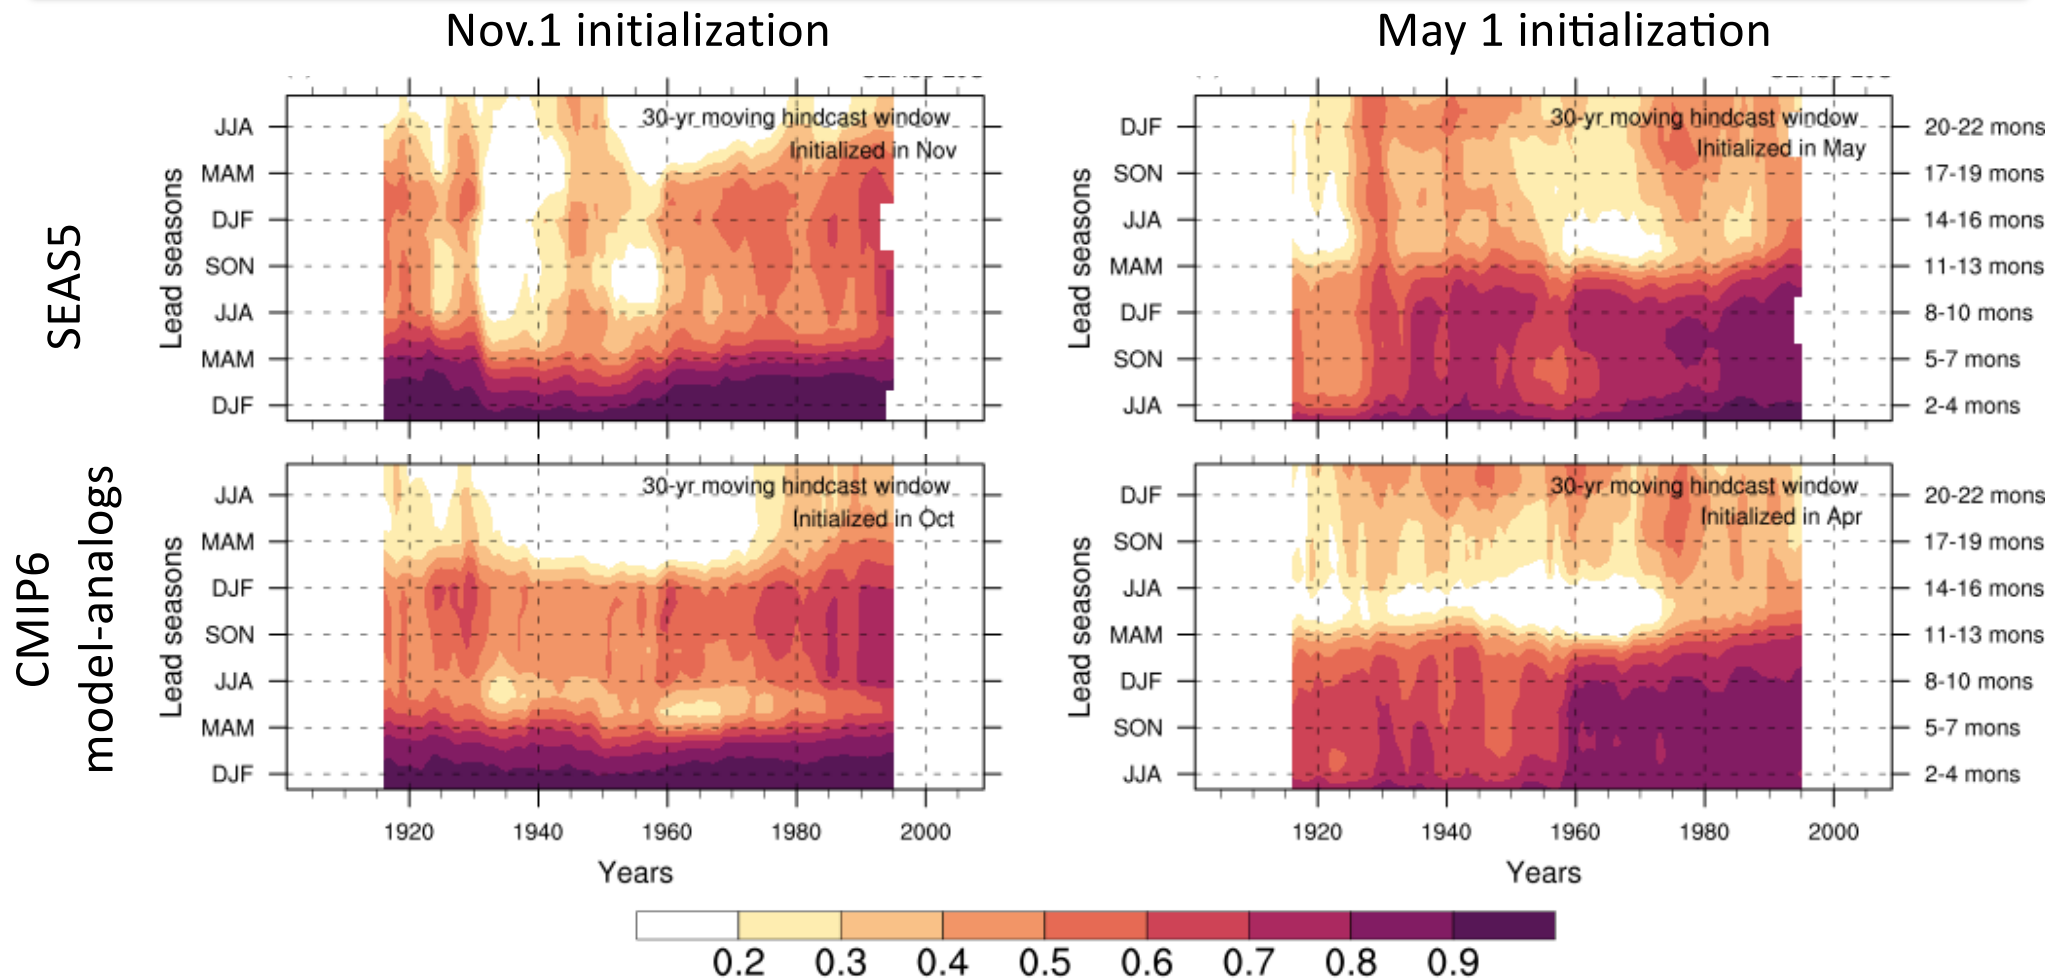 Nov.1 initialization
May 1 initialization
SEAS5
Lead seasons
JJA
MAM
DJF
SON
JJA
MAM
DJF
30-yr moving hindcast window
Initialized in Nov
Lead seasons
DJF
SON
JJA
MAM
DJF
SON
JJA
30-yr moving hindcast window
Initialized in May
20-22 mons
17-19 mons
14-16 mons
11-13 mons
8-10 mons
5-7 mons
2-4 mons
CMIP6
model-analogs
Lead seasons
JJA
MAM
DJF
SON
JJA
MAM
DJF
30-yr moving hindcast window
Initialized in Oct
1920 1940 1960 1980 2000
Years
Lead seasons
DJF
SON
JJA
MAM
DJF
SON
JJA
30-yr moving hindcast window
Initialized in Apr
20-22 mons
17-19 mons
14-16 mons
11-13 mons
8-10 mons
5-7 mons
2-4 mons
1920 1940 1960 1980 2000
Years
0.2 0.3 0.4 0.5 0.6 0.7 0.8 0.9